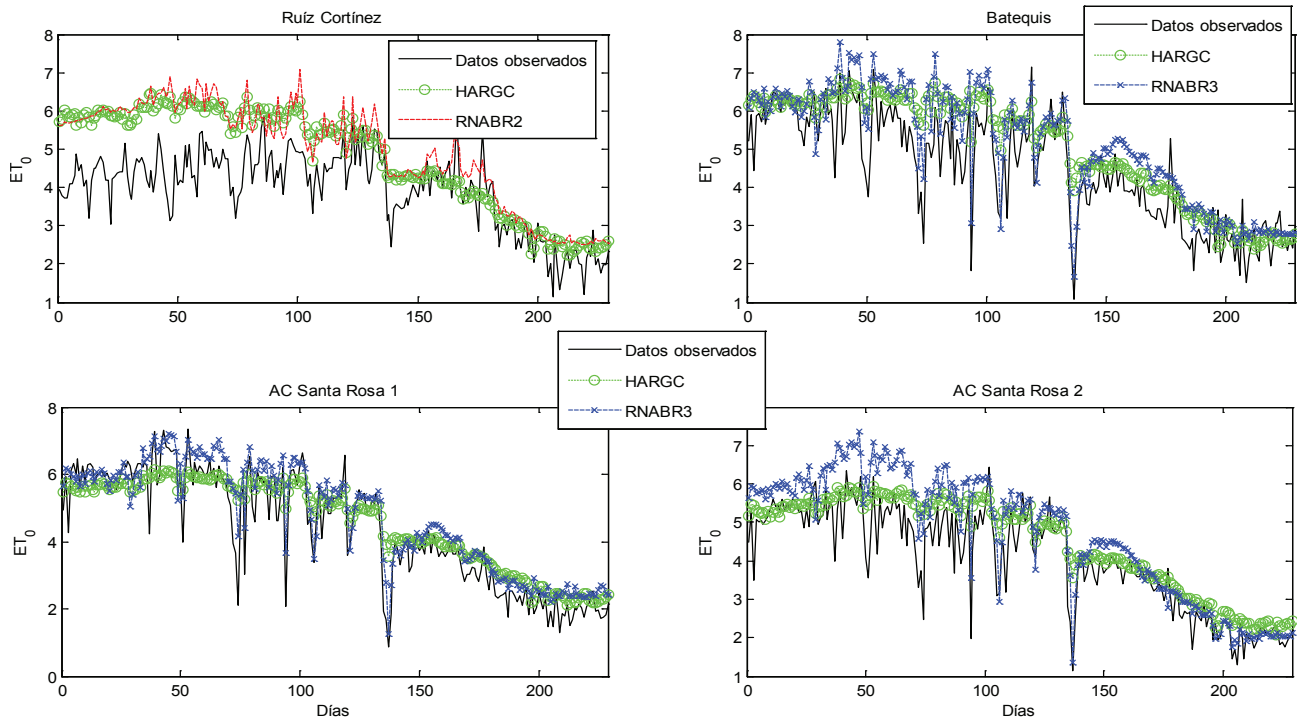 Ruíz Cortínez
8
7
6
5
4
3
2
1
ET0
0
50
100
150
200
Datos observados
HARGC
RNABR2
Batequis
8
7
6
5
4
3
2
1
ET0
0
50
100
150
200
Datos observados
HARGC
RNABR3
Datos observados
HARGC
RNABR3
AC Santa Rosa 1
8
6
4
2
0
ET0
0
50
100
150
200
Días
AC Santa Rosa 2
7
6
5
4
3
2
1
ET0
0
50
100
150
200
Días